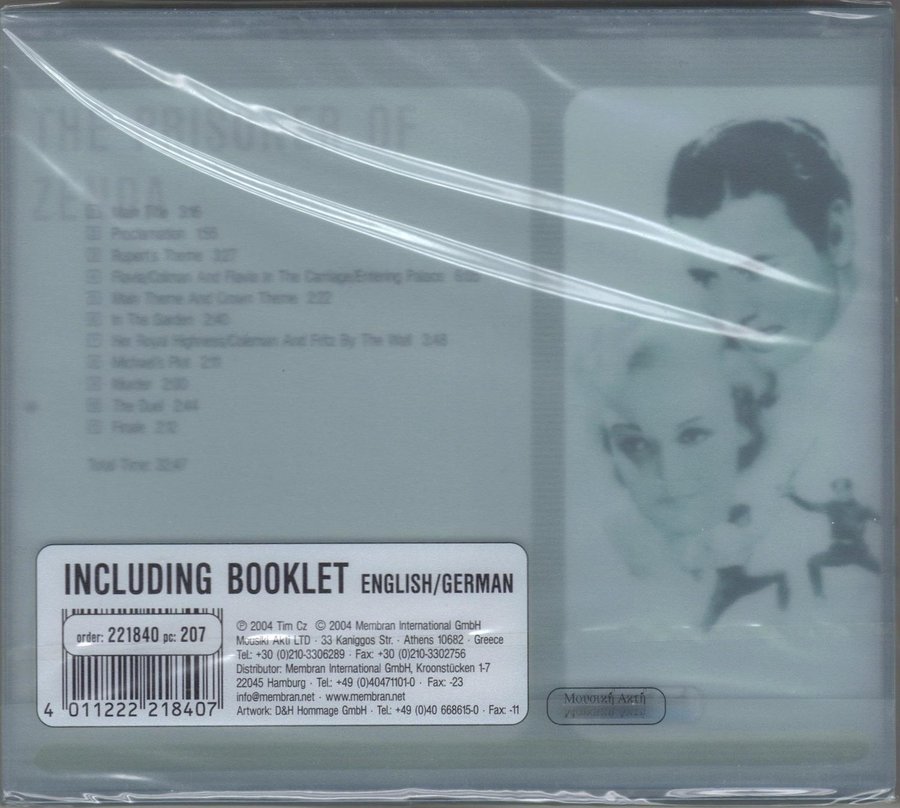 THE PRISONER OF
ZENDA
Main Title 3:16
Proclamation 1:55
Rupert's Theme 3:27
Flavia/Colman And Flavia In The Carriage/Entering Palace
Main Theme And Crown Theme 2:22
In The Garden 2:40
Her Royal Highness/Colman And Fritz By The Wall 3:48
Michael's Plot 2:11
Murder 2:00
The Duel 2:44
Finale 2:12
Total Time: 32:47
INCLUDING BOOKLET ENGLISH/GERMAN
order: 221840 pc: 207
4 011222 218407
℗ 2004 Tim Cz © 2004 Membran International GmbH
Mousiki Akti LTD · 33 Kaniggos Str. · Athens 10682 · Greece
Tel.: +30 (0)210-3306289 · Fax: +30 (0)210-3302756
Distributor: Membran International GmbH, Kroonstücken 1-7
22045 Hamburg · Tel.: +49 (0)40471101-0 · Fax: -23
info@membran.net · www.membran.net
Artwork: D&H Hommage GmbH · Tel.: +49 (0)40 668615-0 · Fax: -11
Μουσική Ακτή